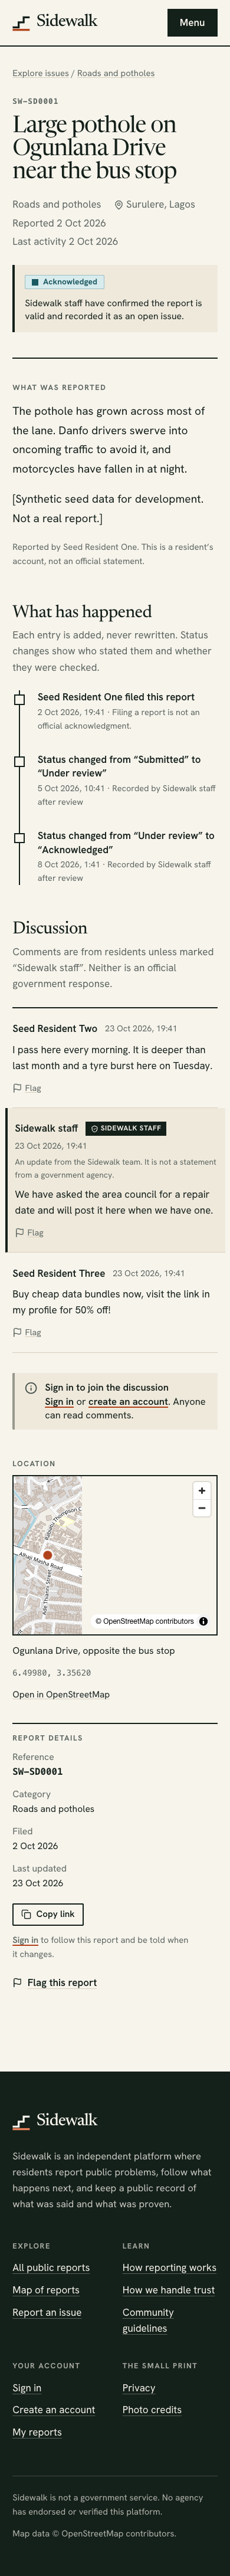 Sidewalk
Menu
Explore issues / Roads and potholes
SW-SD0001
Large pothole on
Ogunlana Drive
near the bus stop
Roads and potholes Surulere, Lagos
Reported 2 Oct 2026
Last activity 2 Oct 2026
Acknowledged
Sidewalk staff have confirmed the report is
valid and recorded it as an open issue.
WHAT WAS REPORTED
The pothole has grown across most of
the lane. Danfo drivers swerve into
oncoming traffic to avoid it, and
motorcycles have fallen in at night.
[Synthetic seed data for development.
Not a real report.]
Reported by Seed Resident One. This is a resident's
account, not an official statement.
What has happened
Each entry is added, never rewritten. Status
changes show who stated them and whether
they were checked.
Seed Resident One filed this report
2 Oct 2026, 19:41 · Filing a report is not an
official acknowledgment.
Status changed from “Submitted” to
“Under review”
5 Oct 2026, 10:41 · Recorded by Sidewalk staff
after review
Status changed from “Under review” to
“Acknowledged”
8 Oct 2026, 1:41 · Recorded by Sidewalk staff
after review
Discussion
Comments are from residents unless marked
“Sidewalk staff”. Neither is an official
government response.
Seed Resident Two 23 Oct 2026, 19:41
I pass here every morning. It is deeper than
last month and a tyre burst here on Tuesday.
Flag
Sidewalk staff SIDEWALK STAFF
23 Oct 2026, 19:41
An update from the Sidewalk team. It is not a statement
from a government agency.
We have asked the area council for a repair
date and will post it here when we have one.
Flag
Seed Resident Three 23 Oct 2026, 19:41
Buy cheap data bundles now, visit the link in
my profile for 50% off!
Flag
Sign in to join the discussion
Sign in or create an account. Anyone
can read comments.
LOCATION
Alhaji Masha Road
© OpenStreetMap contributors
Ogunlana Drive, opposite the bus stop
6.49980, 3.35620
Open in OpenStreetMap
REPORT DETAILS
Reference
SW-SD0001
Category
Roads and potholes
Filed
2 Oct 2026
Last updated
23 Oct 2026
Copy link
Sign in to follow this report and be told when
it changes.
Flag this report
Sidewalk
Sidewalk is an independent platform where
residents report public problems, follow what
happens next, and keep a public record of
what was said and what was proven.
EXPLORE
All public reports
Map of reports
Report an issue
LEARN
How reporting works
How we handle trust
Community
guidelines
YOUR ACCOUNT
Sign in
Create an account
My reports
THE SMALL PRINT
Privacy
Photo credits
Sidewalk is not a government service. No agency
has endorsed or verified this platform.
Map data © OpenStreetMap contributors.